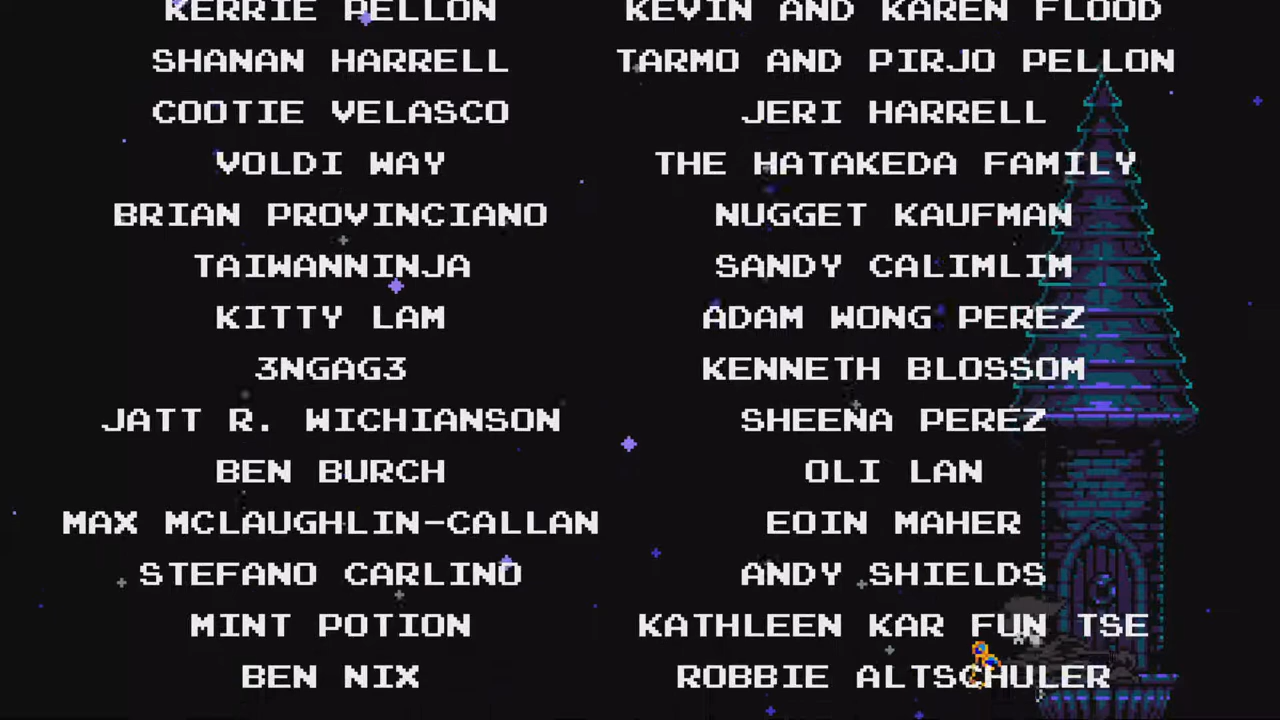 KERRIE PELLON
KEVIN AND KAREN FLOOD
SHANAN HARRELL
TARMO AND PIRJO PELLON
COOTIE VELASCO
JERI HARRELL
VOLDI WAY
THE HATAKEDA FAMILY
BRIAN PROVINCIANO
NUGGET KAUFMAN
TAIWANNINJA
SANDY CALIMLIM
KITTY LAM
ADAM WONG PEREZ
3NGAG3
KENNETH BLOSSOM
JATT R. WICHIANSON
SHEENA PEREZ
BEN BURCH
OLI LAN
MAX MCLAUGHLIN-CALLAN
EOIN MAHER
STEFANO CARLINO
ANDY SHIELDS
MINT POTION
KATHLEEN KAR FUN TSE
BEN NIX
ROBBIE ALTSCHULER